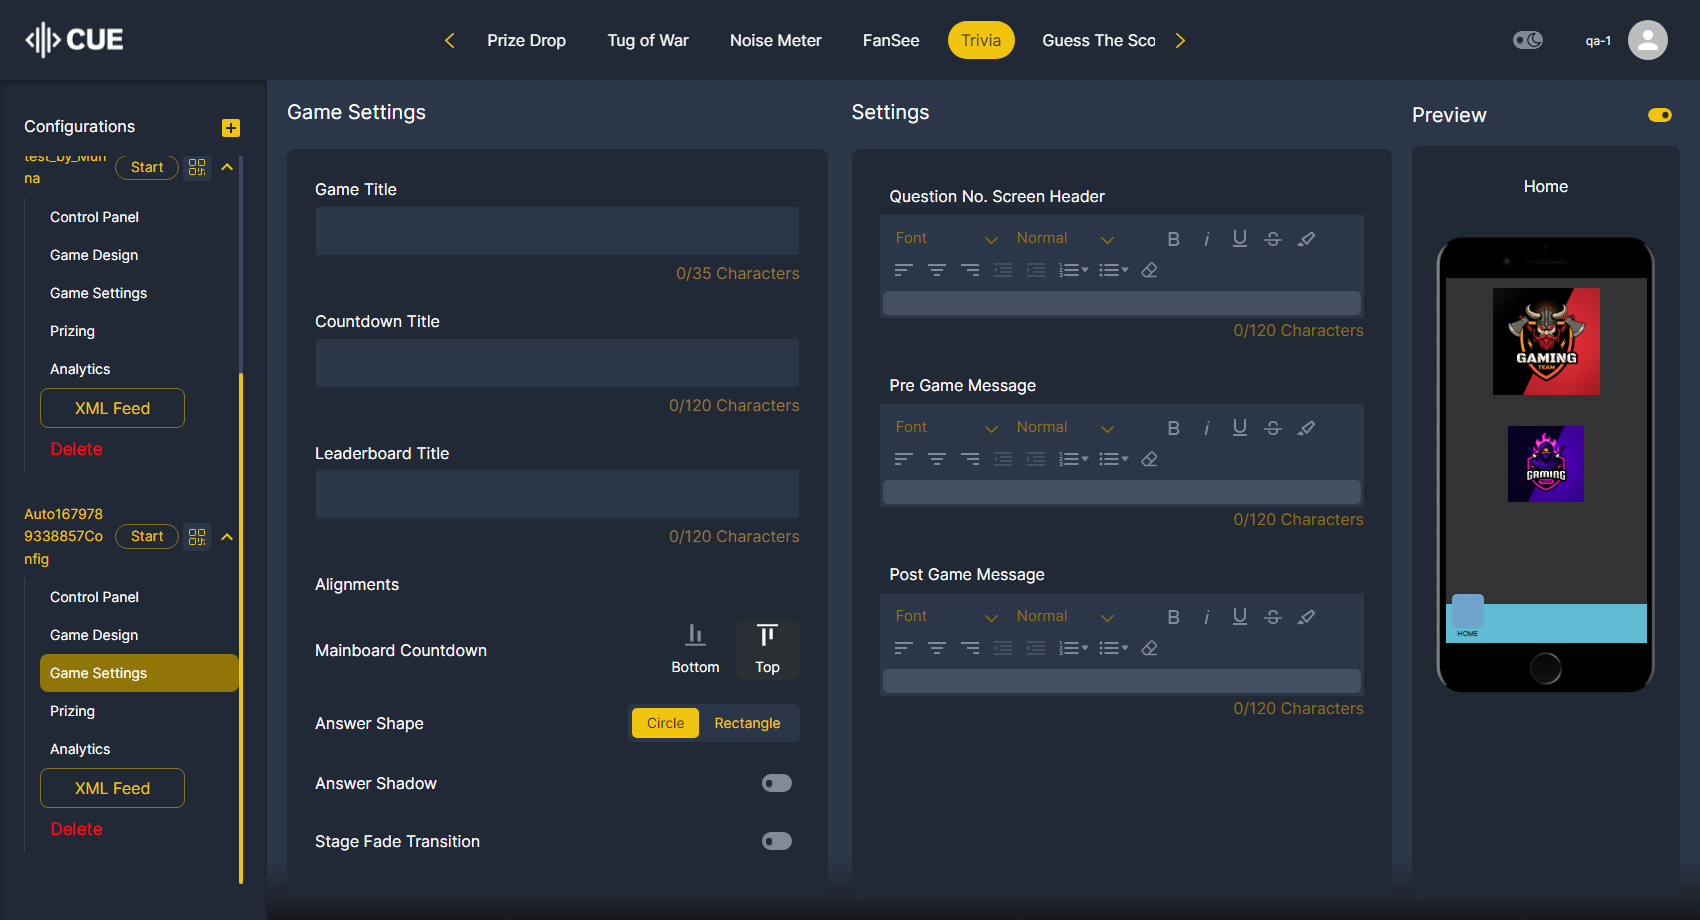 CUE
Prize Drop
Tug of War
Noise Meter
FanSee
Trivia
Guess The Sco
qa-1
Configurations
test_by_Mun
na
Start
Control Panel
Game Design
Game Settings
Prizing
Analytics
XML Feed
Delete
Auto167978
9338857Co
nfig
Start
Control Panel
Game Design
Game Settings
Prizing
Analytics
XML Feed
Delete
Game Settings
Game Title
0/35 Characters
Countdown Title
0/120 Characters
Leaderboard Title
0/120 Characters
Alignments
Mainboard Countdown
Bottom
Top
Answer Shape
Circle
Rectangle
Answer Shadow
Stage Fade Transition
Settings
Question No. Screen Header
Font
Normal
0/120 Characters
Pre Game Message
Font
Normal
0/120 Characters
Post Game Message
Font
Normal
0/120 Characters
Preview
Home
GAMING
TEAM
GAMING
TEAM
HOME